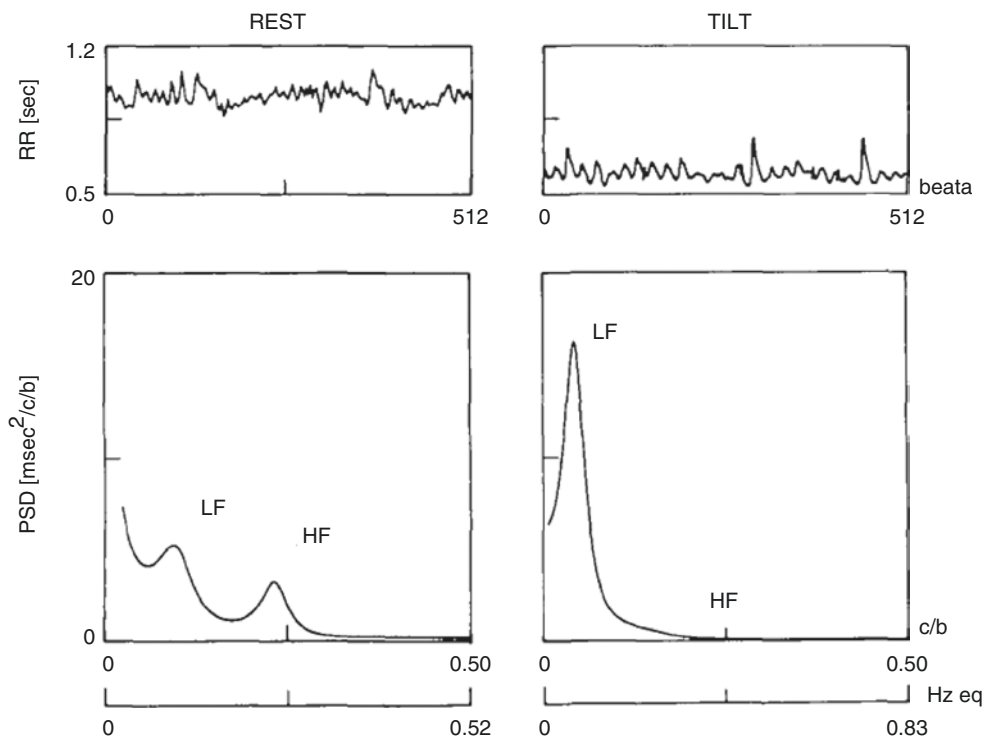 REST TILT
1.2
RR [sec]
0.5
0 512 0 512 beata
20
PSD [msec2/c/b]
LF
HF
LF
HF
0
c/b
0 0.50 0 0.50
Hz eq
0 0.52 0 0.83